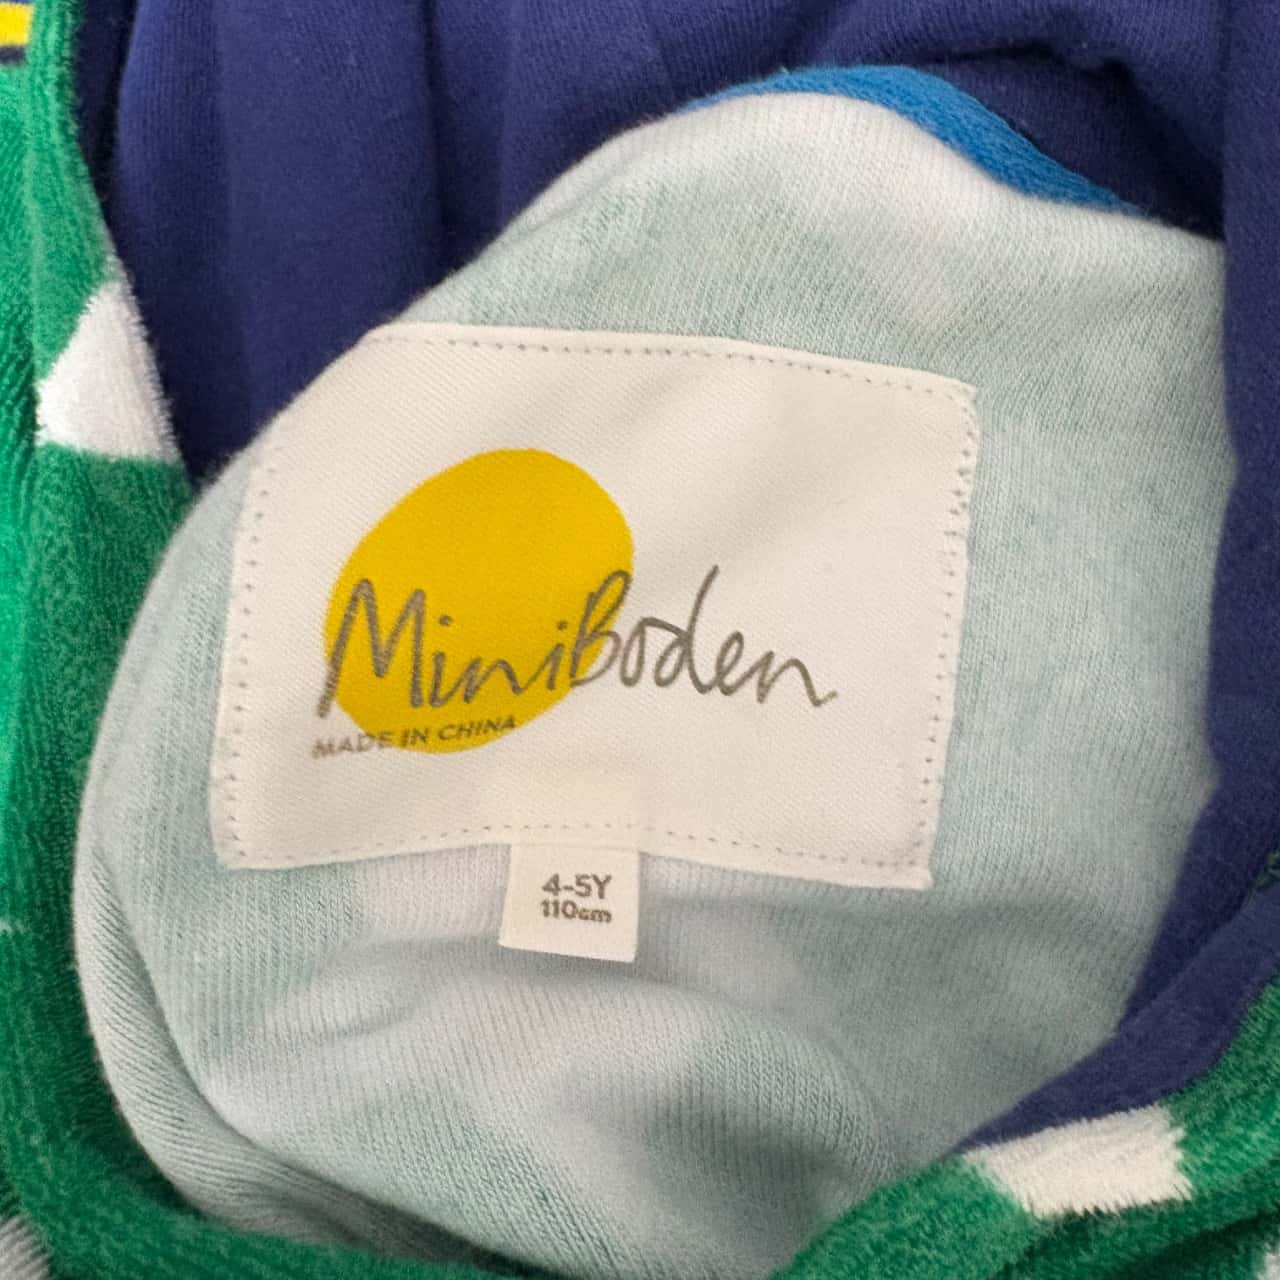 MiniBoden
MADE IN CHINA
4-5Y
110cm